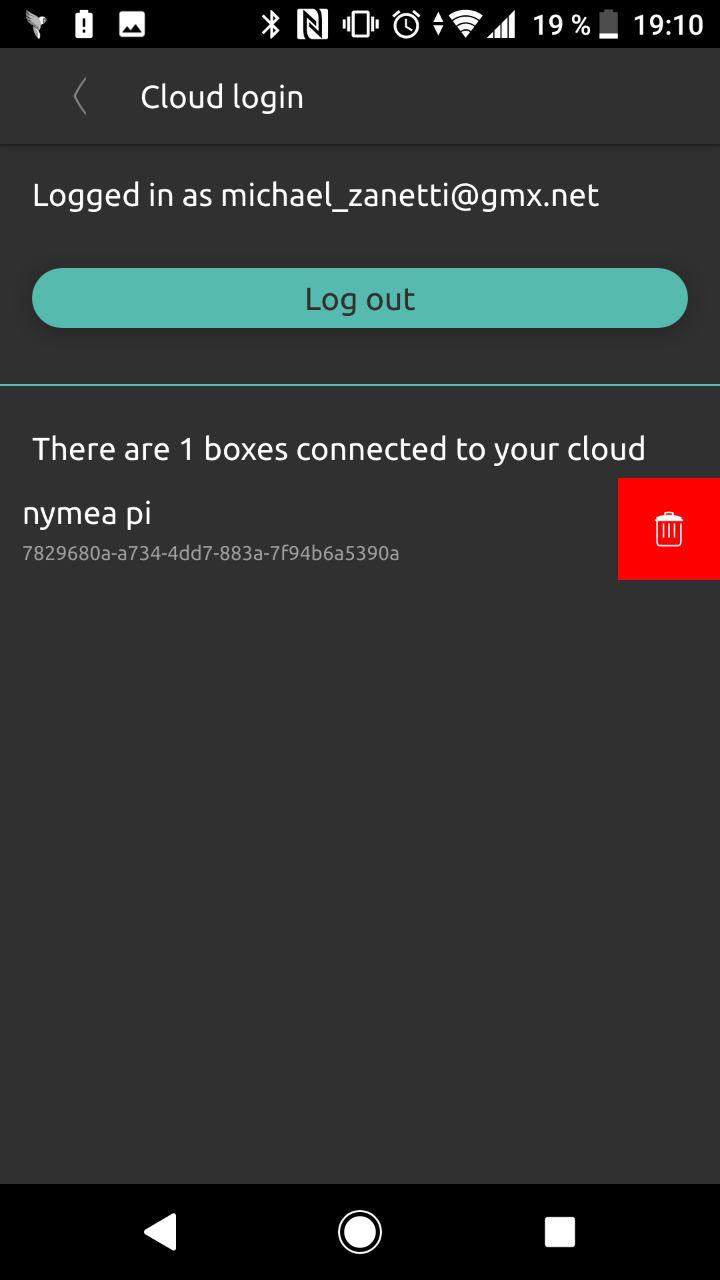 19 % 19:10
Cloud login
Logged in as michael_zanetti@gmx.net
Log out
There are 1 boxes connected to your cloud
nymea pi
7829680a-a734-4dd7-883a-7f94b6a5390a